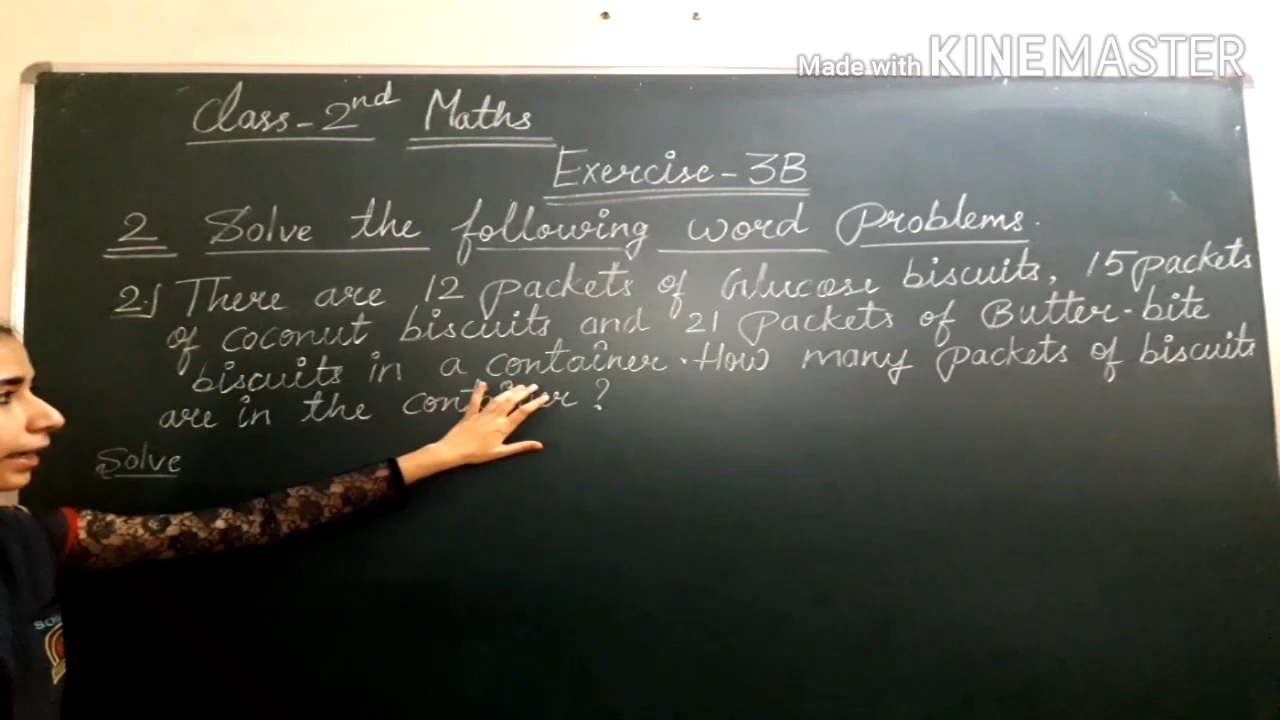 Made with KINEMASTER
Class - 2nd Maths
Exercise - 3B
2 Solve the following word Problems.
2.) There are 12 packets of Glucose biscuits, 15 packets
of coconut biscuits and 21 packets of Butter-bite
biscuits in a container. How many packets of biscuits
are in the container?
Solve